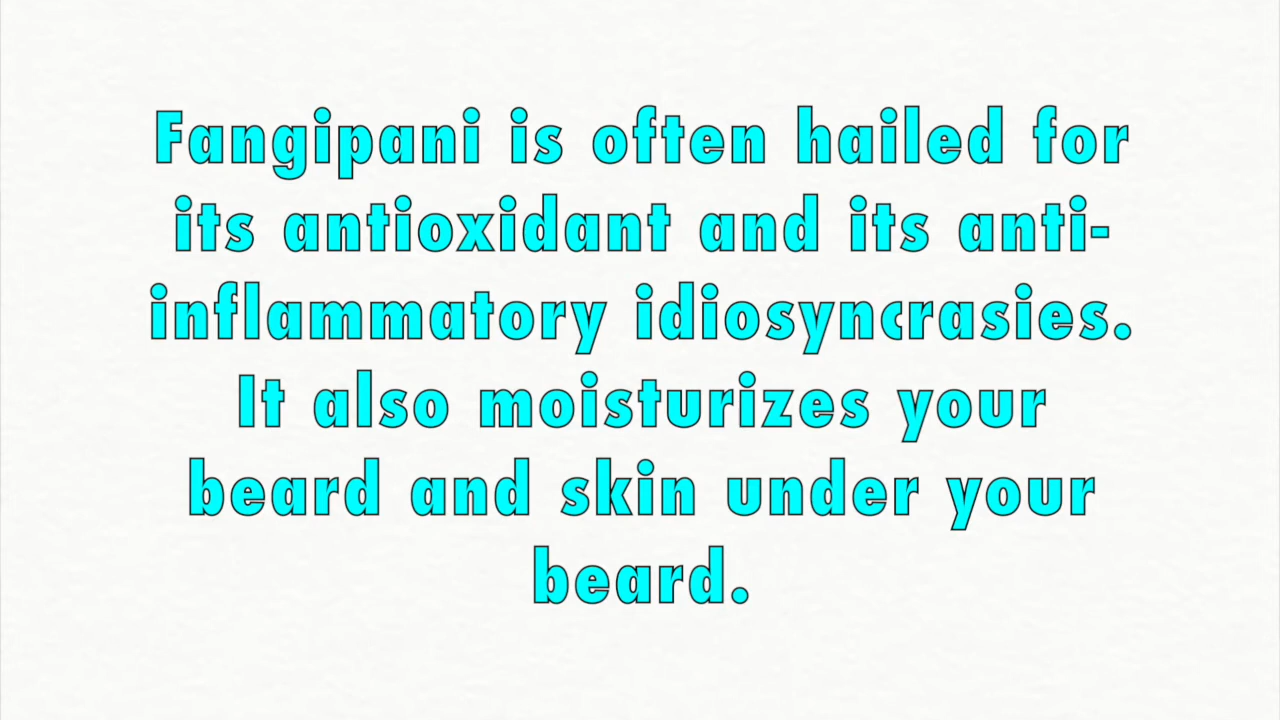 Fangipani is often hailed for
its antioxidant and its anti-
inflammatory idiosyncrasies.
It also moisturizes your
beard and skin under your
beard.